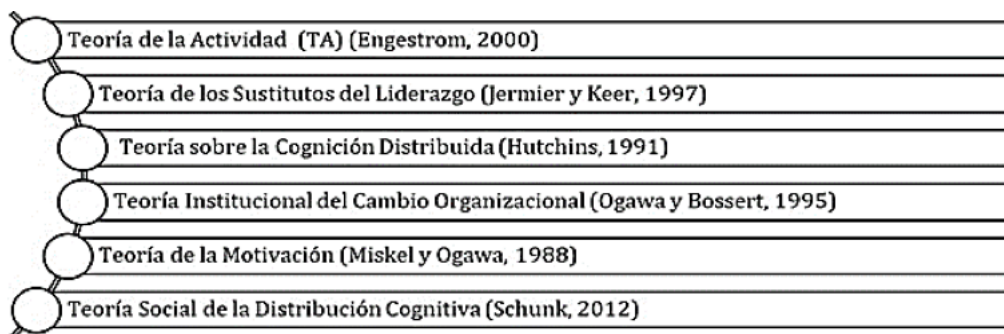 Teoría de la Actividad (TA) (Engestrom, 2000)
Teoría de los Sustitutos del Liderazgo (Jermier y Keer, 1997)
Teoría sobre la Cognición Distribuida (Hutchins, 1991)
Teoría Institucional del Cambio Organizacional (Ogawa y Bossert, 1995)
Teoría de la Motivación (Miskel y Ogawa, 1988)
Teoría Social de la Distribución Cognitiva (Schunk, 2012)